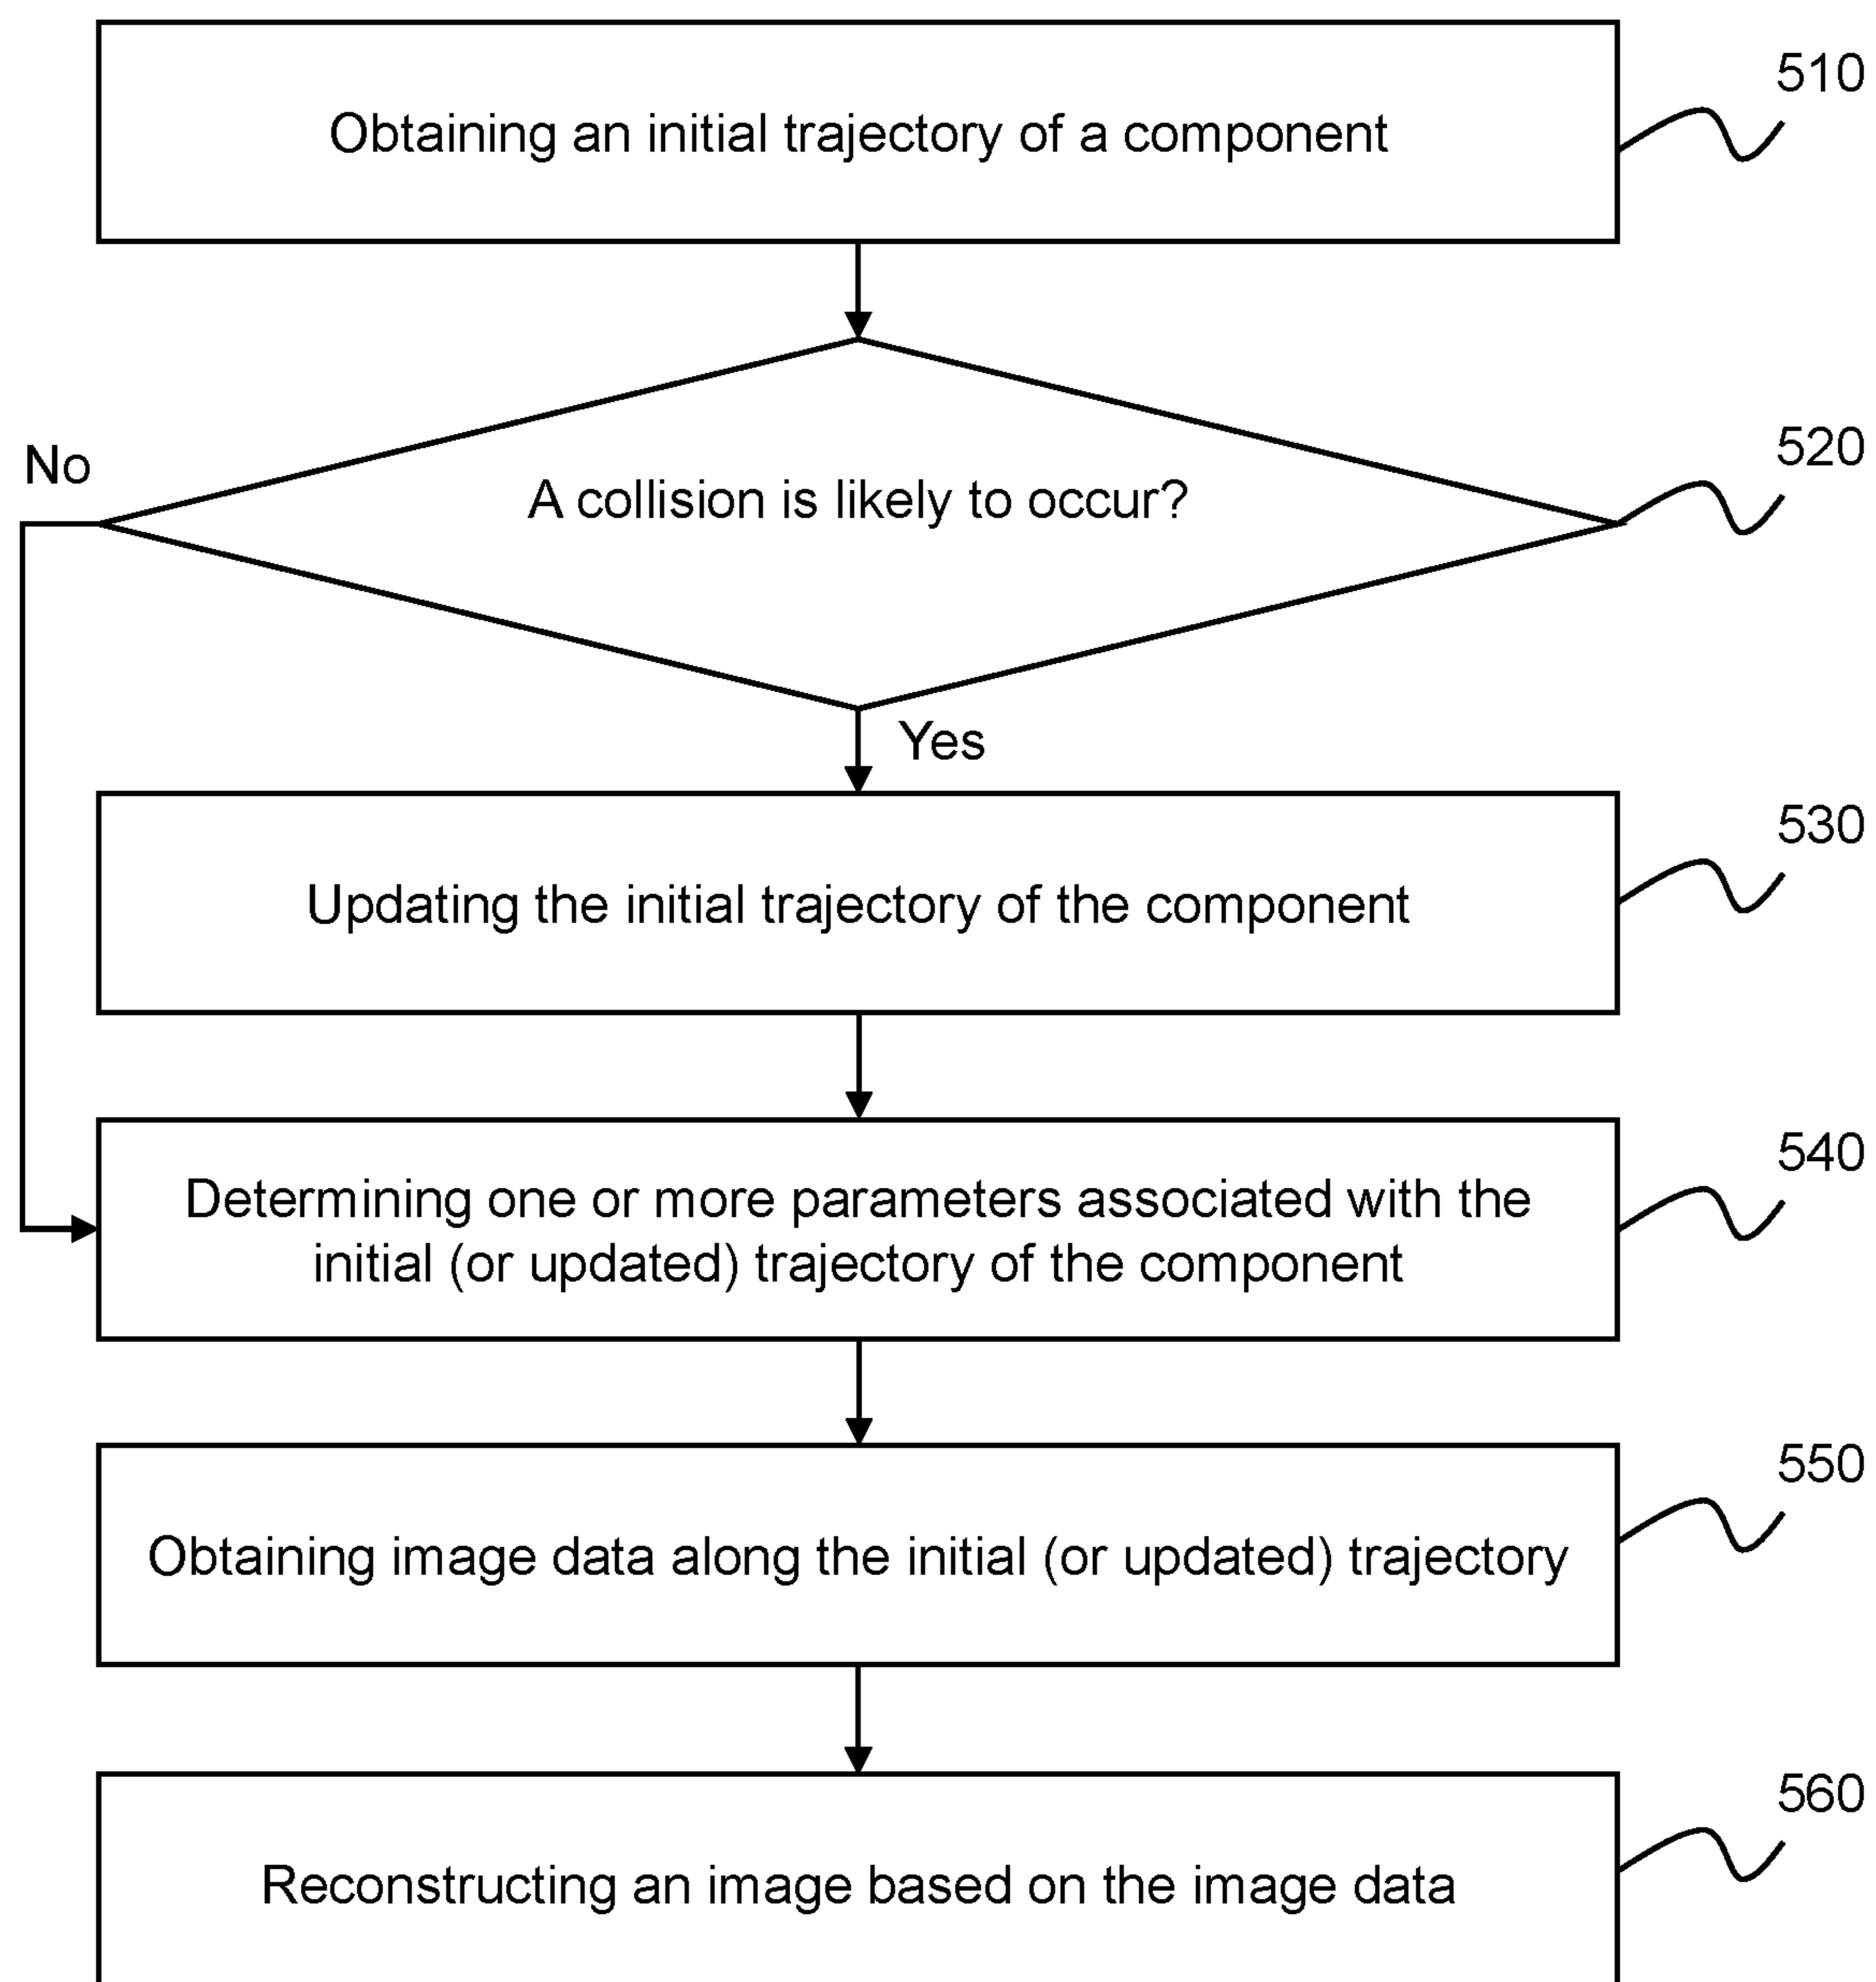 Obtaining an initial trajectory of a component
510
A collision is likely to occur?
520
No
Yes
Updating the initial trajectory of the component
530
Determining one or more parameters associated with the
initial (or updated) trajectory of the component
540
Obtaining image data along the initial (or updated) trajectory
550
Reconstructing an image based on the image data
560